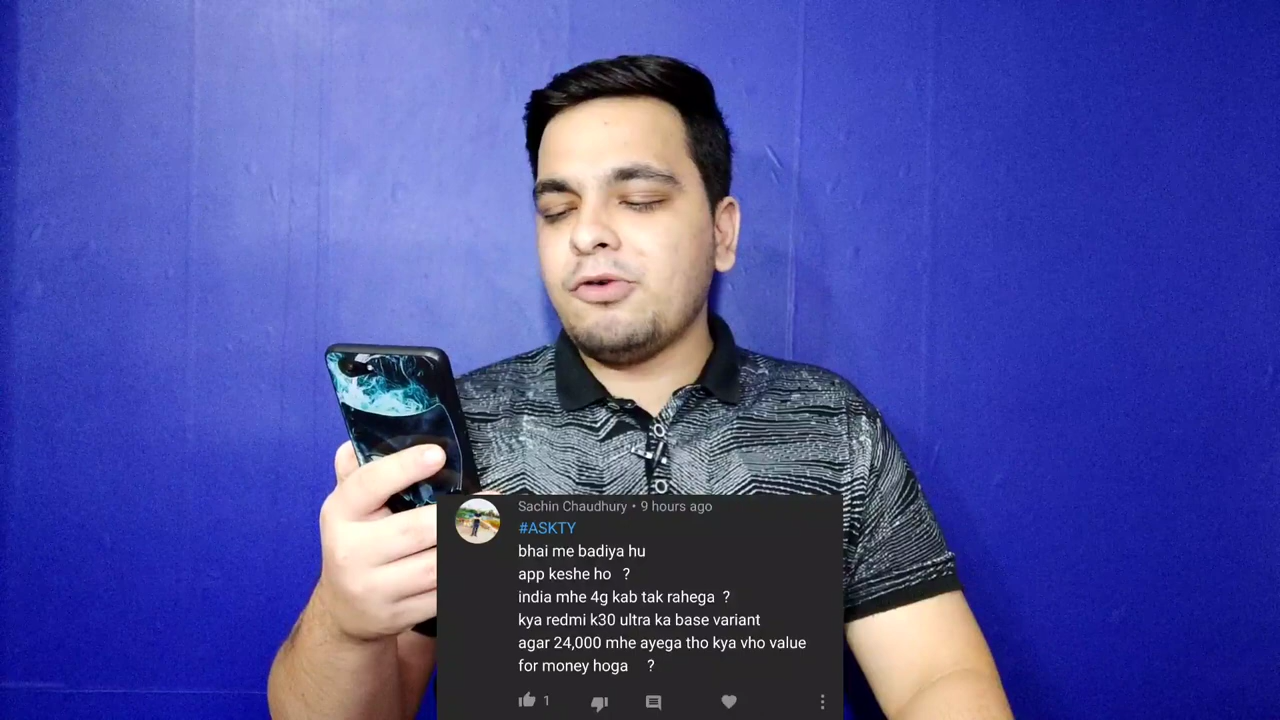 Sachin Chaudhury • 9 hours ago
#ASKTY
bhai me badiya hu
app keshe ho ?
india mhe 4g kab tak rahega ?
kya redmi k30 ultra ka base variant
agar 24,000 mhe ayega tho kya vho value
for money hoga ?
1